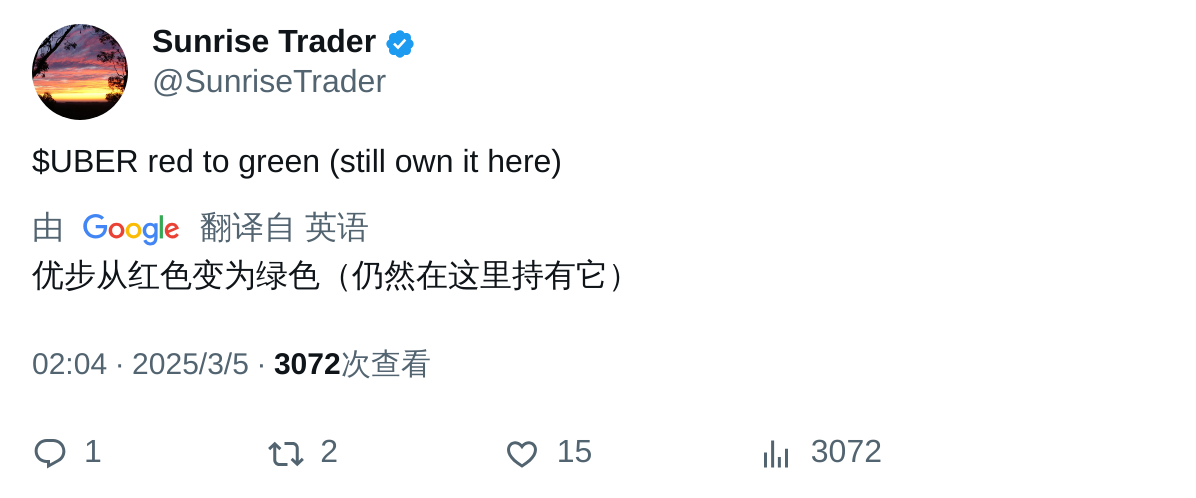 Sunrise Trader
@SunriseTrader
$UBER red to green (still own it here)
由 Google 翻译自 英语
优步从红色变为绿色（仍然在这里持有它）
02:04 · 2025/3/5 · 3072次查看
1 2 15 3072